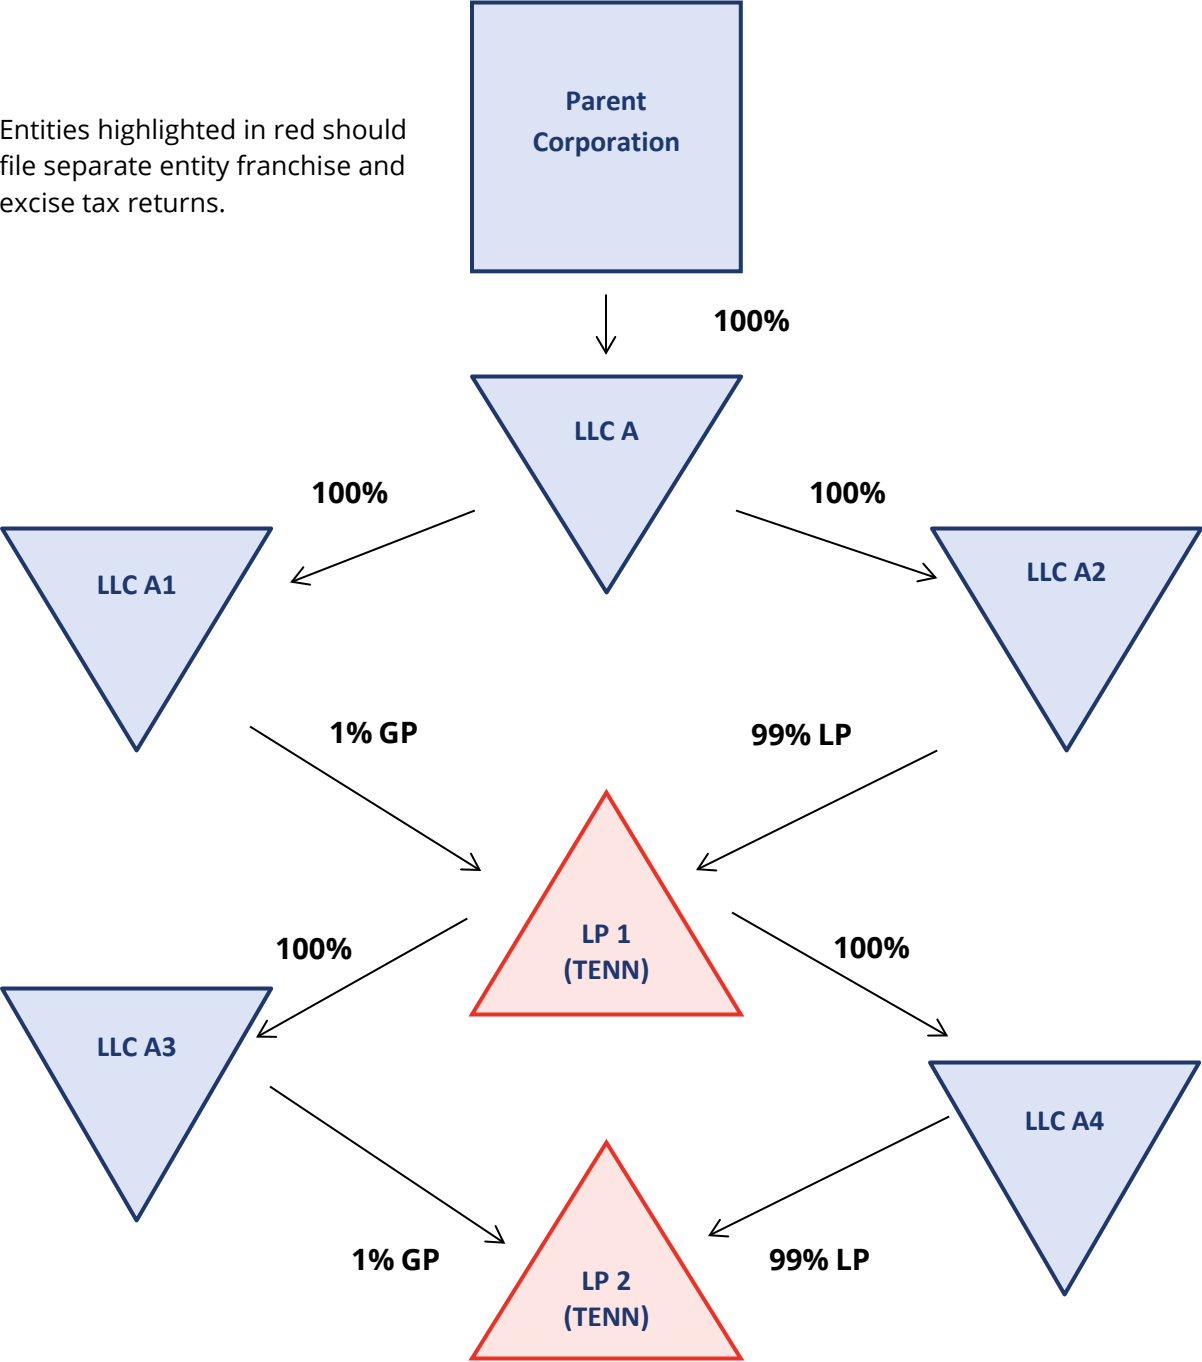 Parent
Corporation
Entities highlighted in red should
file separate entity franchise and
excise tax returns.
100%
LLC A
100%
100%
LLC A1
LLC A2
1% GP
99% LP
LP 1
(TENN)
100%
100%
LLC A3
LLC A4
1% GP
99% LP
LP 2
(TENN)